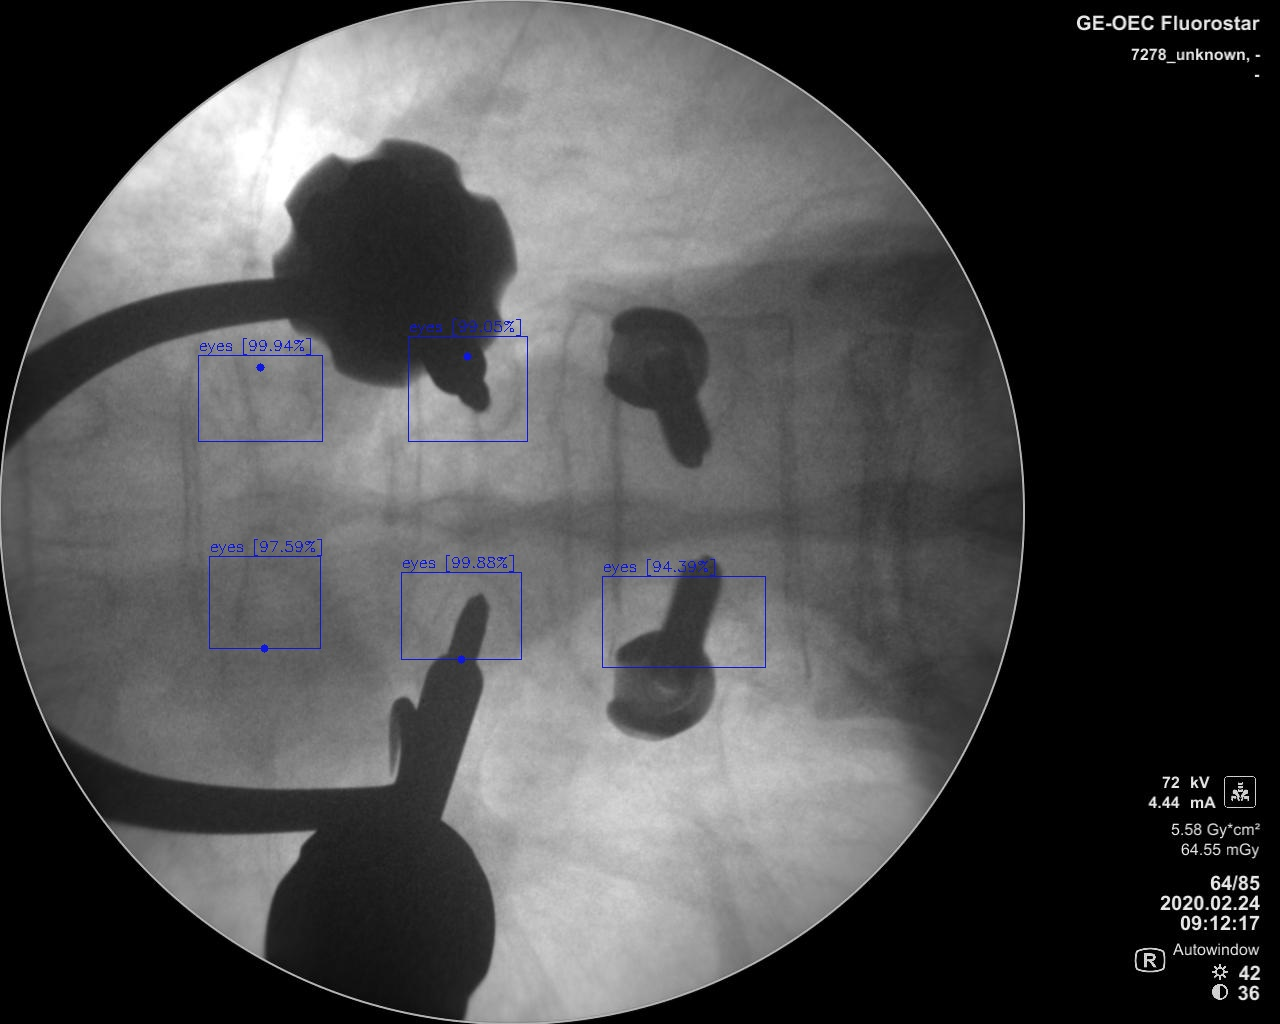 GE-OEC Fluorostar
7278_unknown, -
-
eyes [99.05%]
eyes [99.94%]
eyes [97.59%]
eyes [99.88%]
eyes [94.39%]
72 kV
4.44 mA
5.58 Gy*cm²
64.55 mGy
64/85
2020.02.24
09:12:17
Autowindow
R
42
36